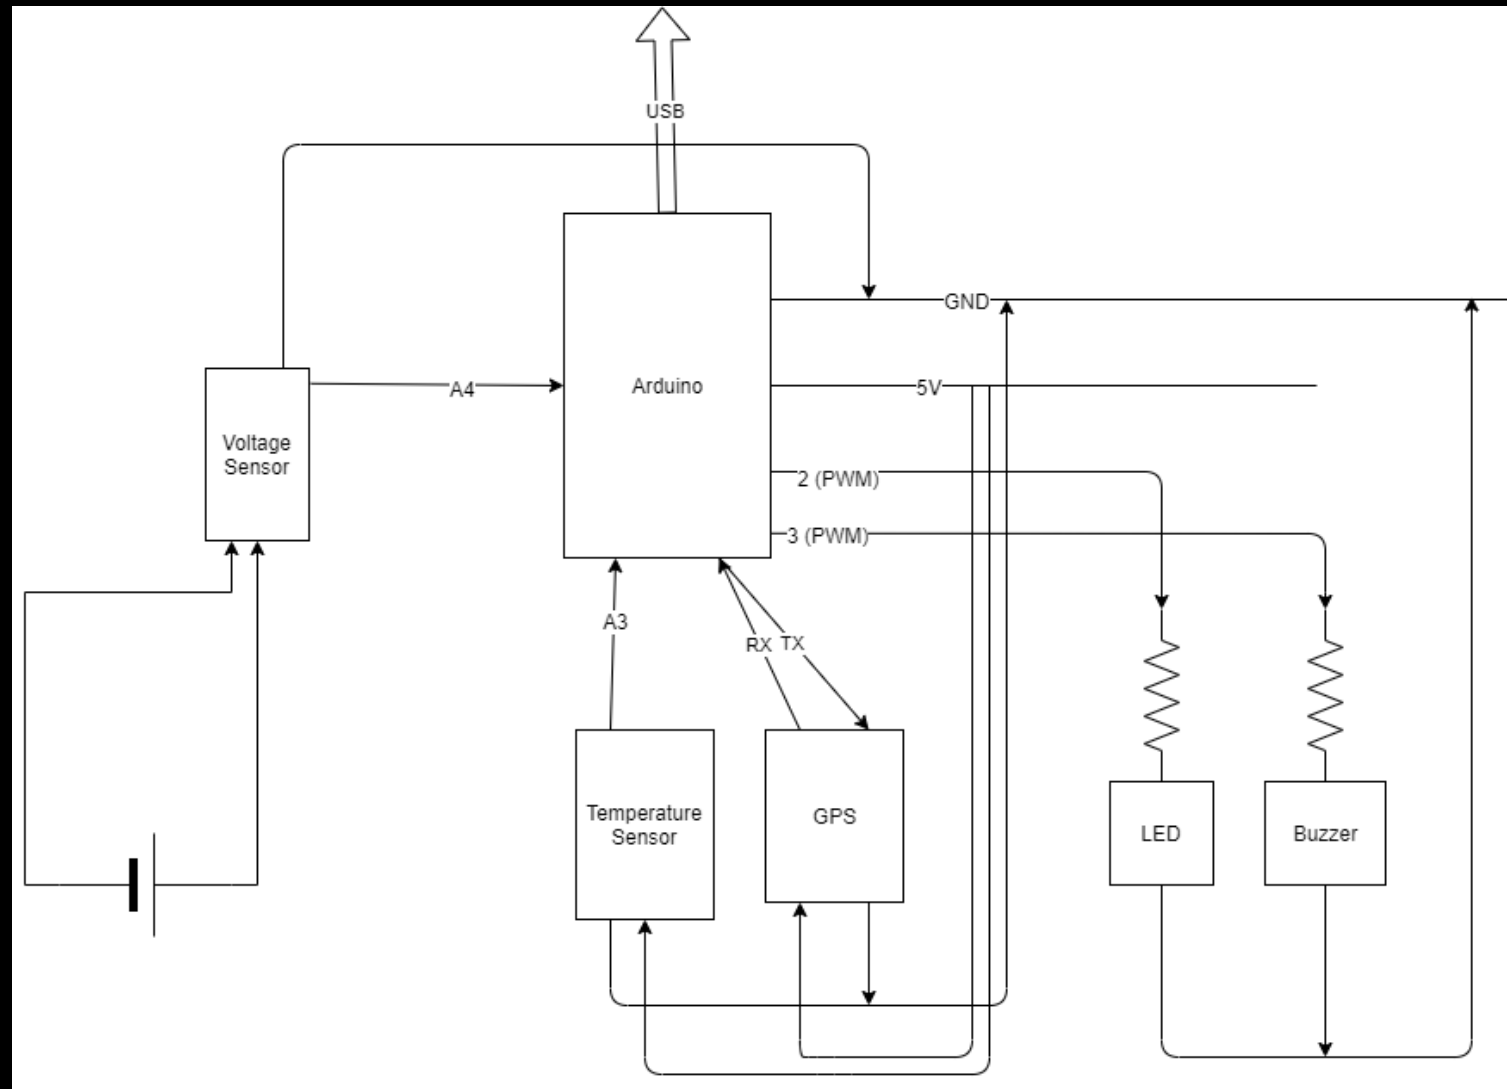 USB
GND
A4
Arduino
5V
Voltage
Sensor
2 (PWM)
3 (PWM)
A3
RX
TX
Temperature
Sensor
GPS
LED
Buzzer